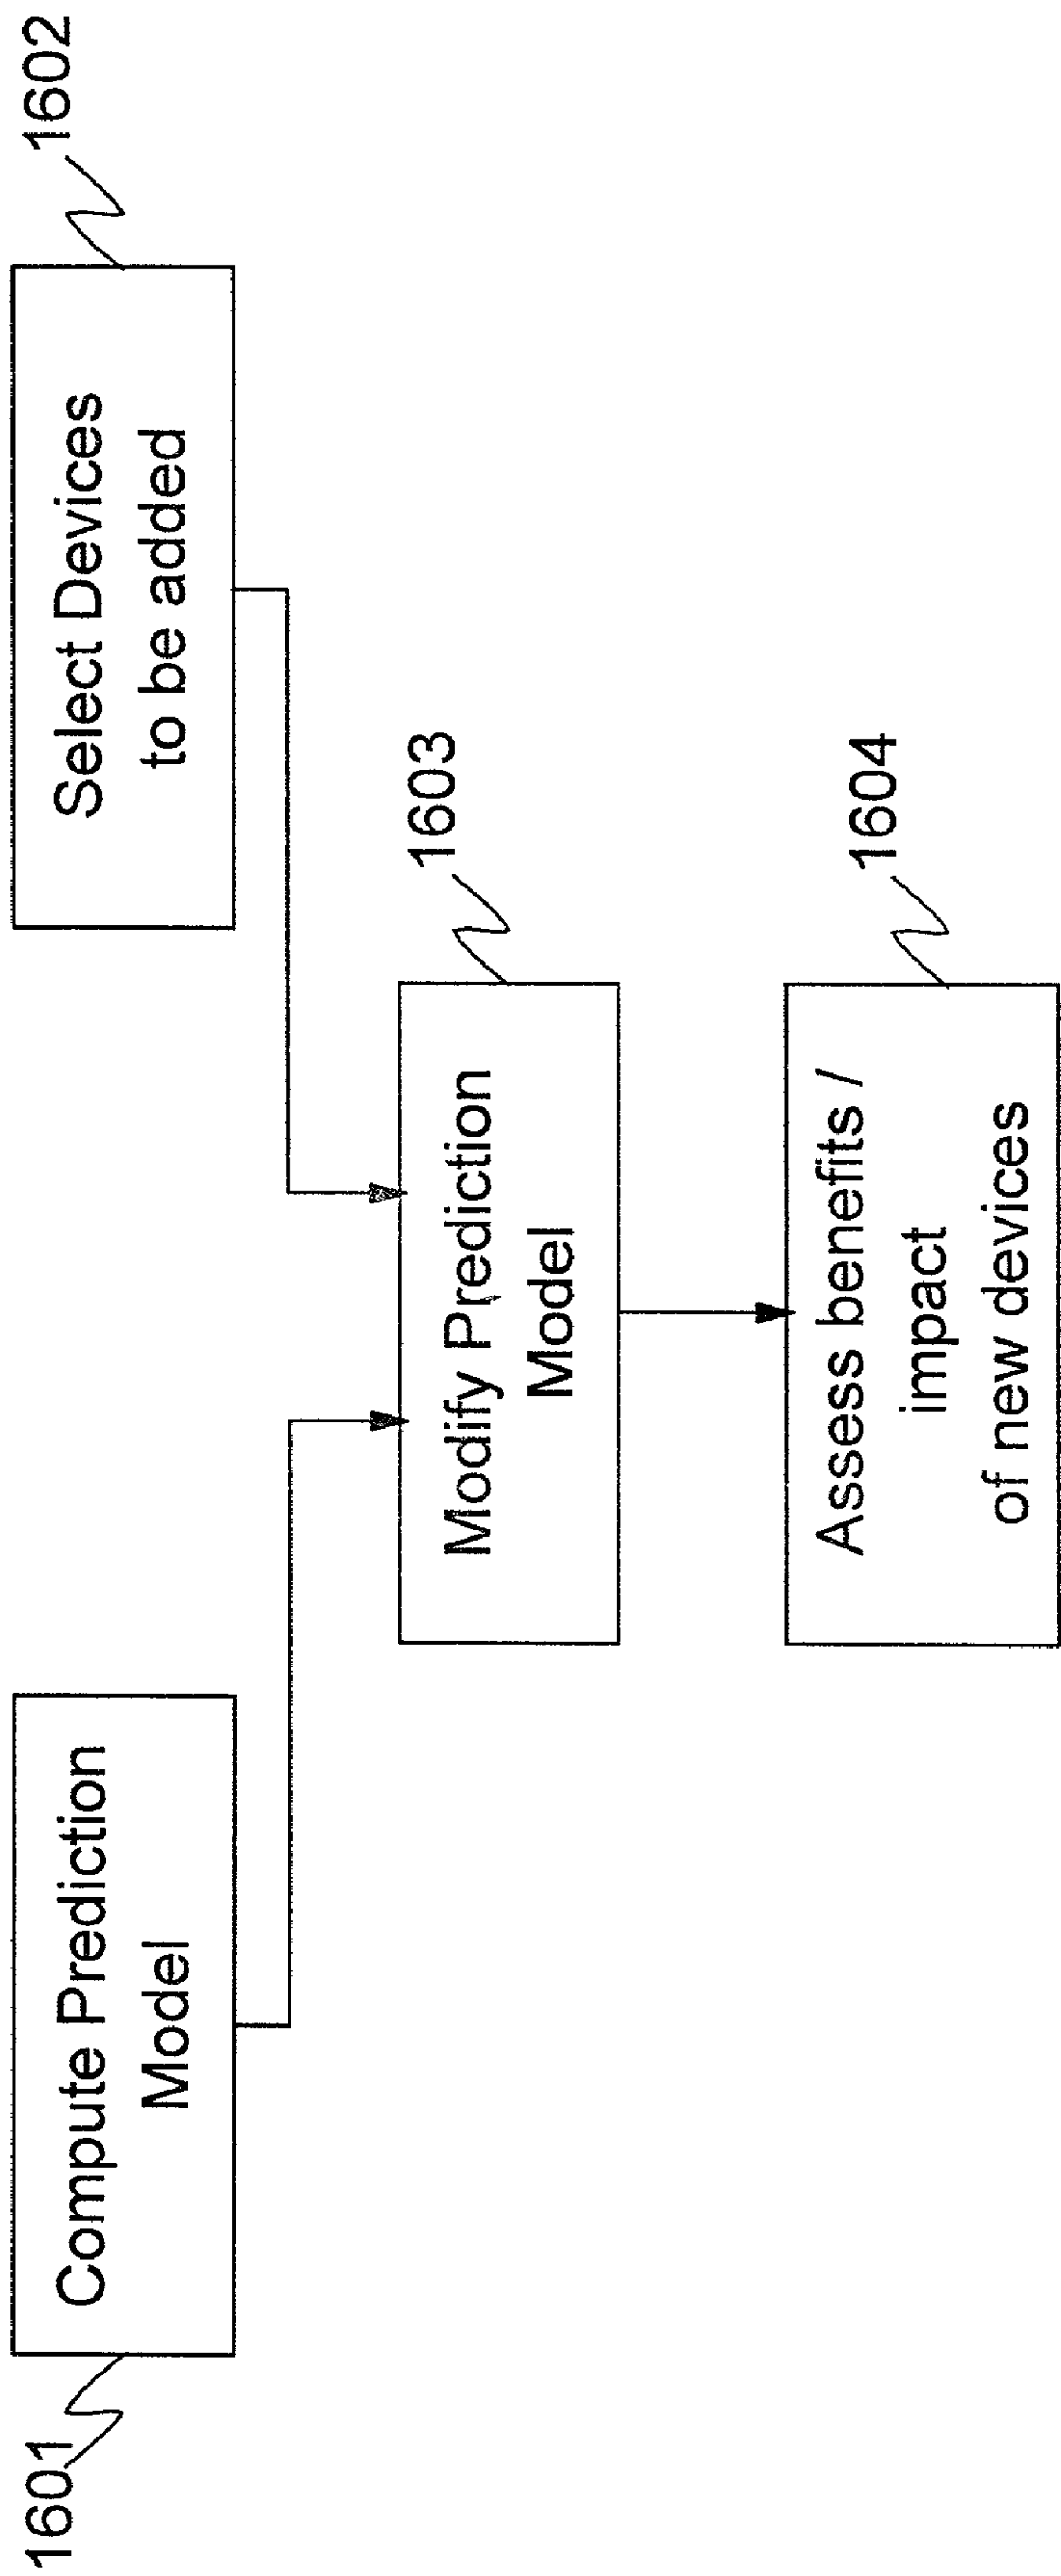 1601
Compute Prediction
Model
Select Devices
to be added
1602
Modify Prediction
Model
1603
Assess benefits /
impact
of new devices
1604